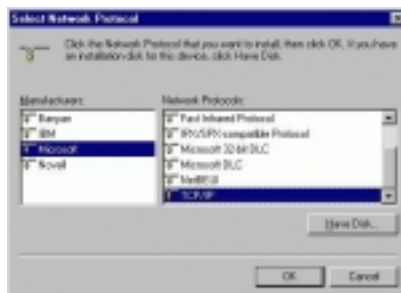 Select Network Protocol
Click the Network Protocol that you want to install, then click OK. If you have
an installation disk for this device, click Have Disk.
Manufacturers:
Banyan
IBM
Microsoft
Novell
Network Protocols:
Fast Infrared Protocol
IPX/SPX-compatible Protocol
Microsoft 32-bit DLC
Microsoft DLC
NetBEUI
TCP/IP
Have Disk...
OK
Cancel